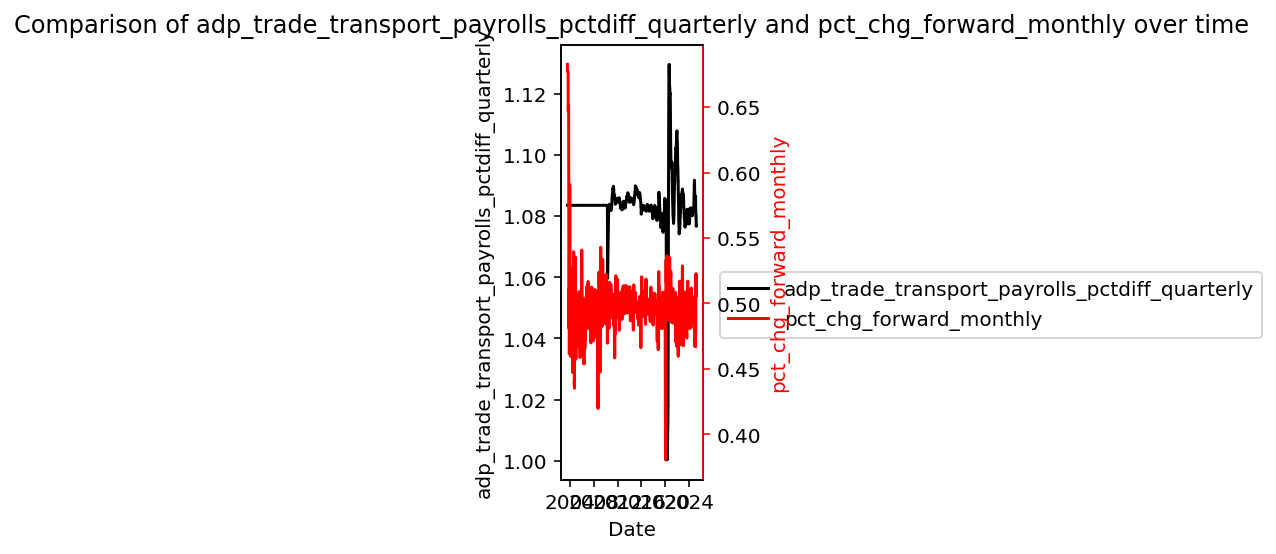 Comparison of adp_trade_transport_payrolls_pctdiff_quarterly and pct_chg_forward_monthly over time
adp_trade_transport_payrolls_pctdiff_quarterly
1.12
1.10
1.08
1.06
1.04
1.02
1.00
0.65
0.60
0.55
0.50
0.45
0.40
pct_chg_forward_monthly
adp_trade_transport_payrolls_pctdiff_quarterly
pct_chg_forward_monthly
200420082012201620202024
Date